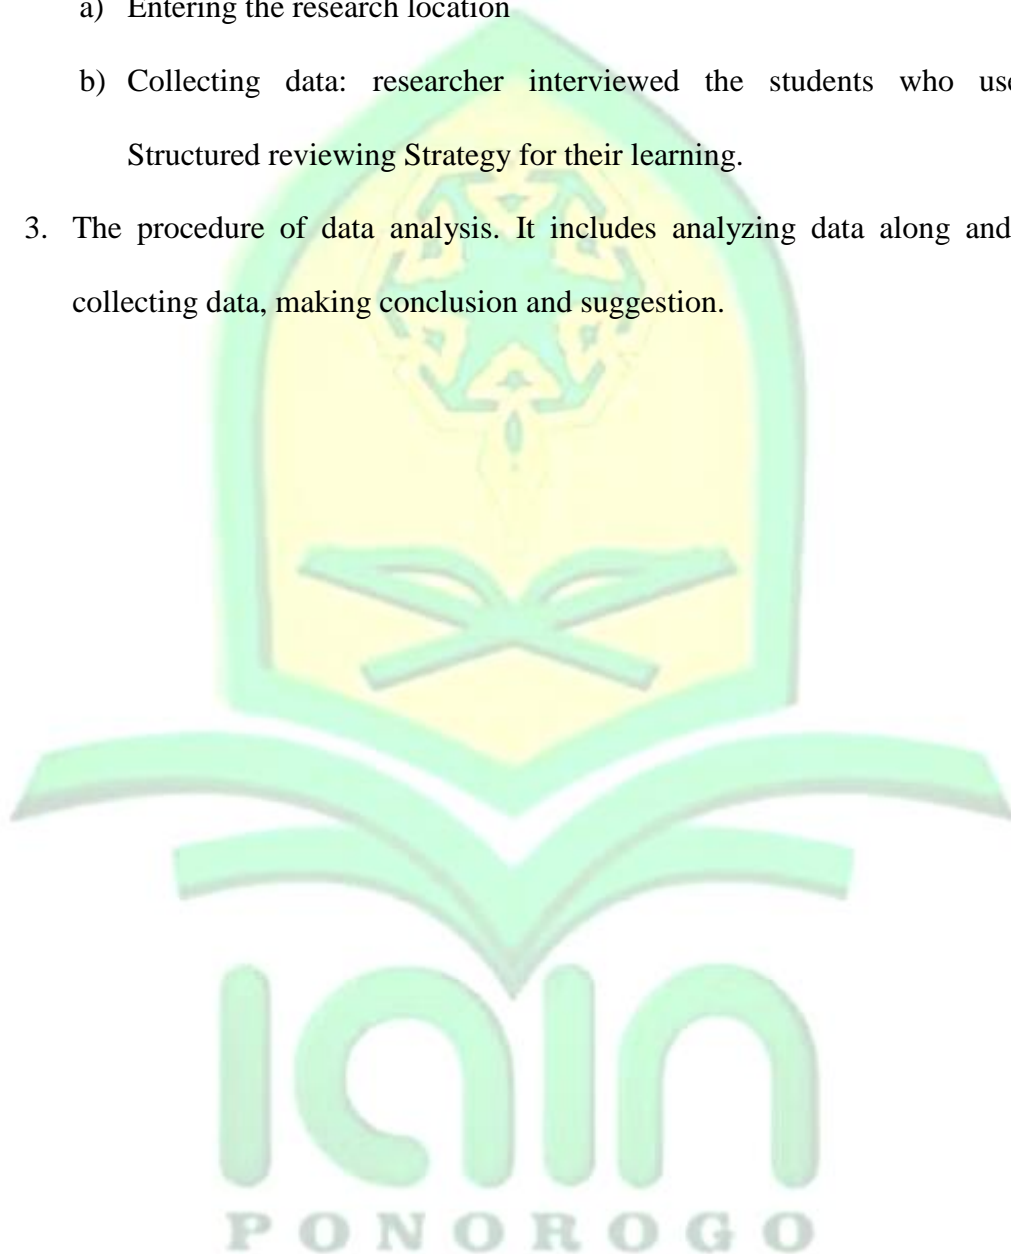 a) Entering the research location
b) Collecting data: researcher interviewed the students who
Structured reviewing Strategy for their learning.
3. The procedure of data analysis. It includes analyzing data along and
collecting data, making conclusion and suggestion.
iain
PONOROGO